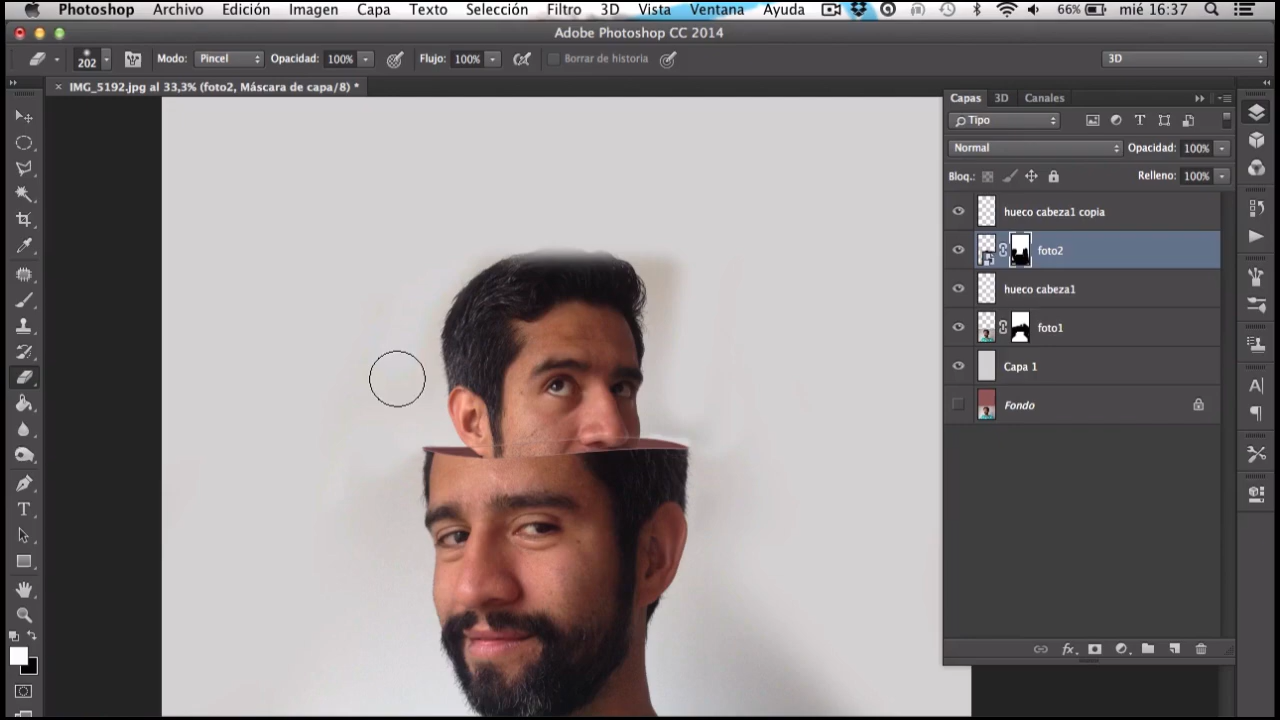 Photoshop Archivo Edición Imagen Capa Texto Selección Filtro 3D Vista Ventana Ayuda 66% mié 16:37
Adobe Photoshop CC 2014
202 Modo: Pincel Opacidad: 100% Flujo: 100% Borrar de historia 3D
IMG_5192.jpg al 33,3% (foto2, Máscara de capa/8) *
Capas 3D Canales
Tipo
Normal Opacidad: 100%
Bloq.: Relleno: 100%
hueco cabeza1 copia
foto2
hueco cabeza1
foto1
Capa 1
Fondo